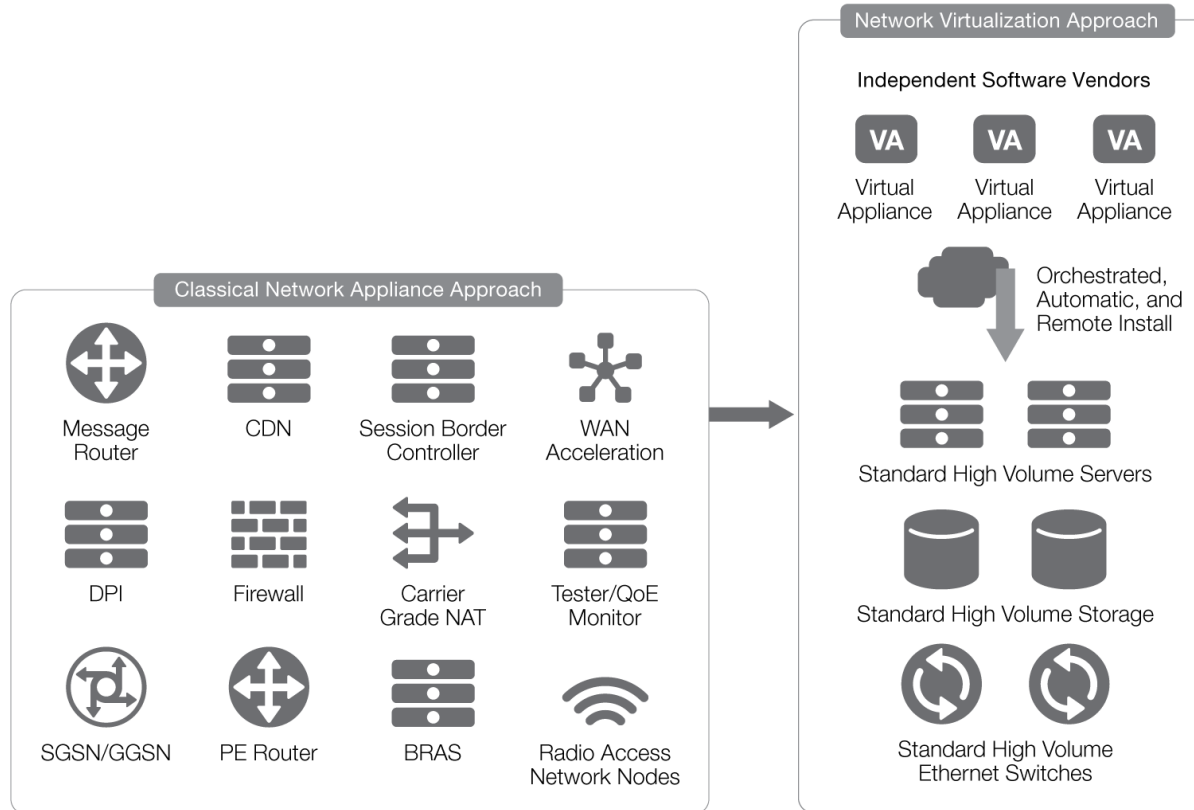 Network Virtualization Approach
Independent Software Vendors
VA
VA
VA
Virtual
Appliance
Virtual
Appliance
Virtual
Appliance
Orchestrated,
Automatic, and
Remote Install
Standard High Volume Servers
Standard High Volume Storage
Standard High Volume
Ethernet Switches
Classical Network Appliance Approach
Message
Router
CDN
Session Border
Controller
WAN
Acceleration
DPI
Firewall
Carrier
Grade NAT
Tester/QoE
Monitor
SGSN/GGSN
PE Router
BRAS
Radio Access
Network Nodes